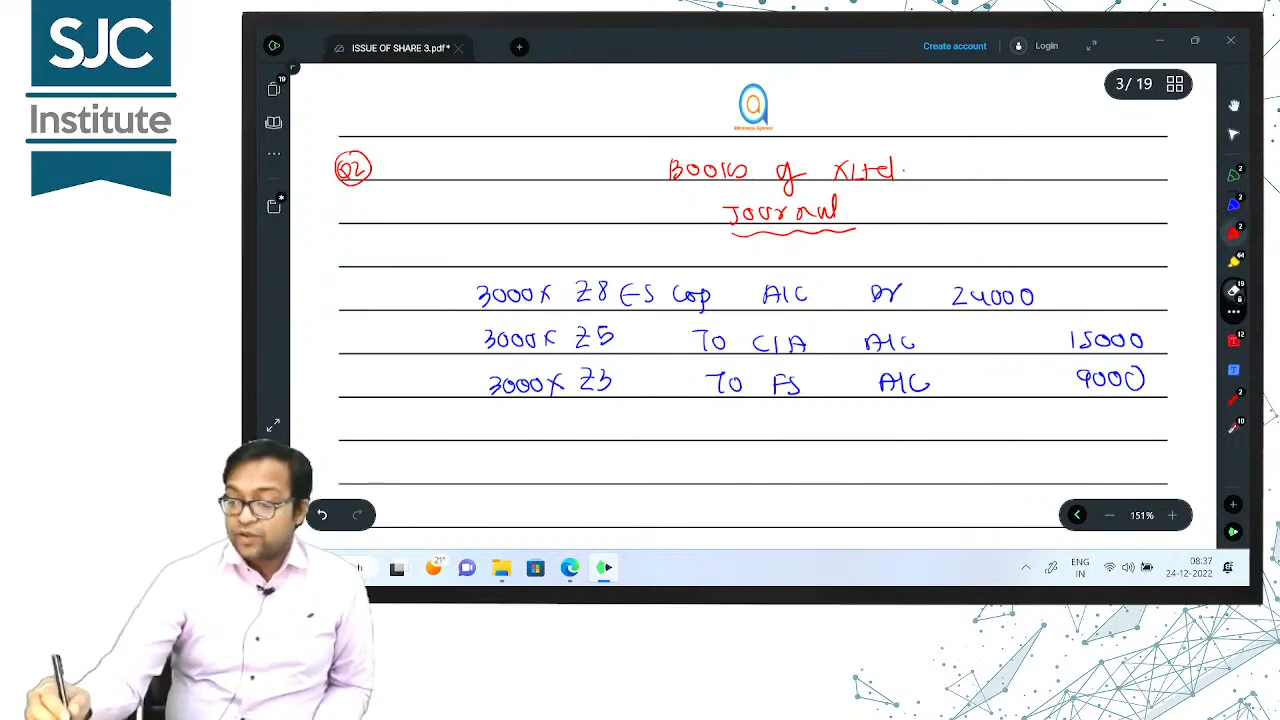 SJC
Institute
ISSUE OF SHARE 3.pdf*
Create account
Login
3 / 19
Q2
Books of X Ltd.
Journal
3000 x ₹8 ES Cap A/C Dr 24000
3000 x ₹5 To CIA A/C 15000
3000 x ₹3 To FS A/C 9000
151%
21°
ENG
IN
08:37
24-12-2022